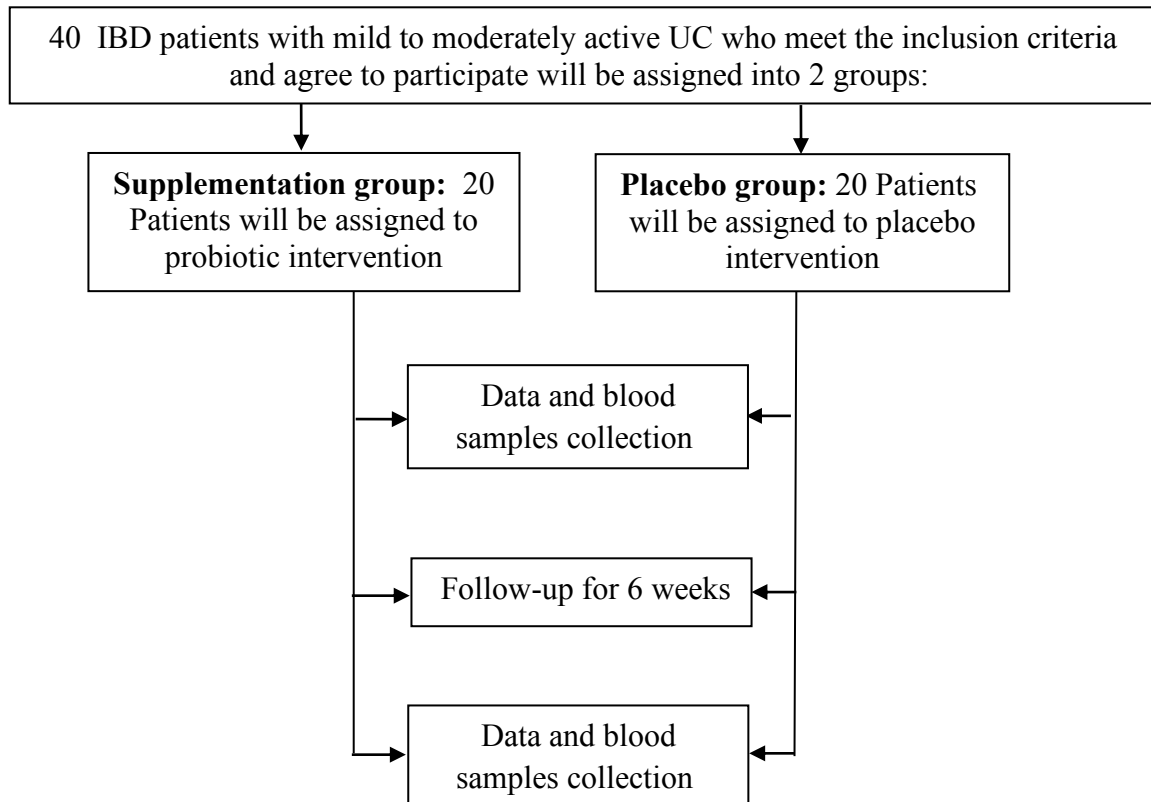 40 IBD patients with mild to moderately active UC who meet the inclusion criteria
and agree to participate will be assigned into 2 groups:
Supplementation group: 20
Patients will be assigned to
probiotic intervention
Placebo group: 20 Patients
will be assigned to placebo
intervention
Data and blood
samples collection
Follow-up for 6 weeks
Data and blood
samples collection